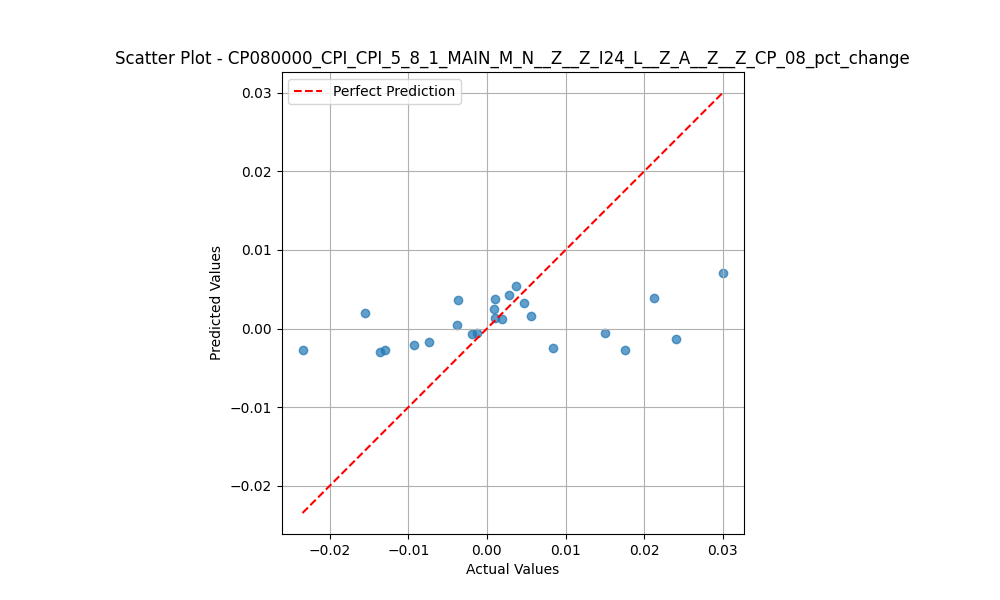 Scatter Plot - CP080000_CPI_CPI_5_8_1_MAIN_M_N__Z__Z_I24_L__Z_A__Z__Z_CP_08_pct_change
Perfect Prediction
0.03
0.02
0.01
0.00
−0.01
−0.02
Predicted Values
−0.02 −0.01 0.00 0.01 0.02 0.03
Actual Values